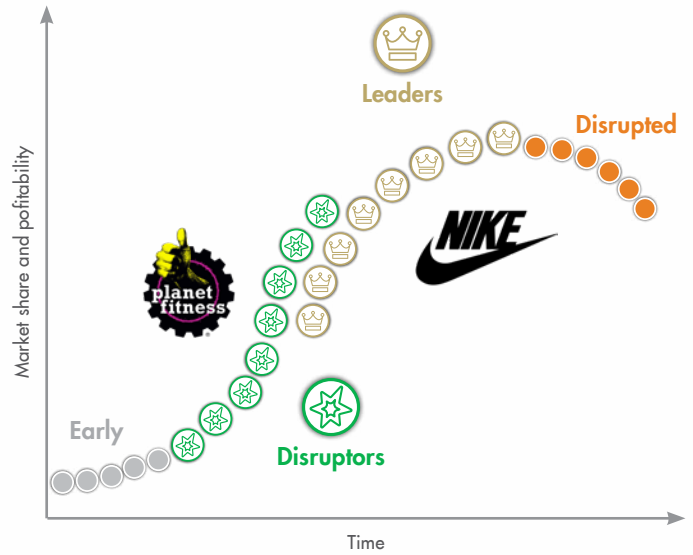 Leaders
Disrupted
NIKE
planet
fitness
Early
Disruptors
Market share and pofitability
Time